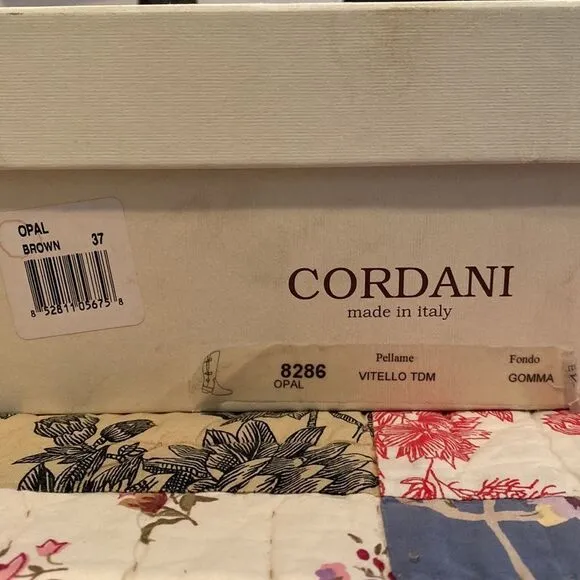 OPAL
BROWN 37
8 52811 05675 8
CORDANI
made in italy
8286 Pellame Fondo
OPAL VITELLO TDM GOMMA